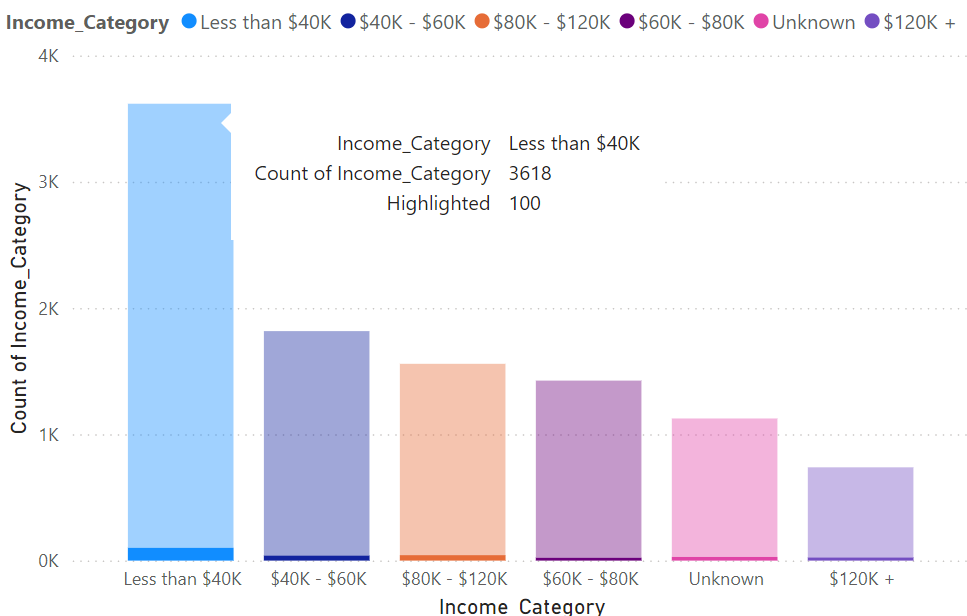 Income_Category Less than $40K $40K - $60K $80K - $120K $60K - $80K Unknown $120K +
4K
Income_Category Less than $40K
Count of Income_Category 3618
Highlighted 100
3K
2K
1K
0K
Count of Income_Category
Less than $40K $40K - $60K $80K - $120K $60K - $80K Unknown $120K +
Income_Category